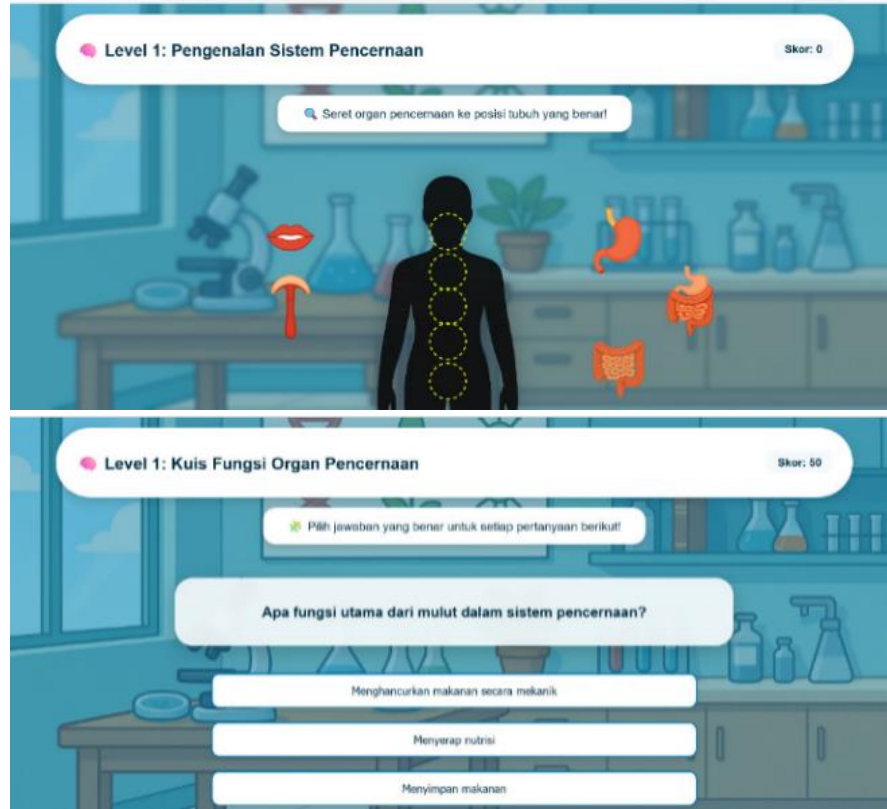 Level 1: Pengenalan Sistem Pencernaan
Skor: 0
Seret organ pencernaan ke posisi tubuh yang benar!
Level 1: Kuis Fungsi Organ Pencernaan
Skor: 50
Pilih jawaban yang benar untuk setiap pertanyaan berikut!
Apa fungsi utama dari mulut dalam sistem pencernaan?
Menghancurkan makanan secara mekanik
Menyerap nutrisi
Menyimpan makanan